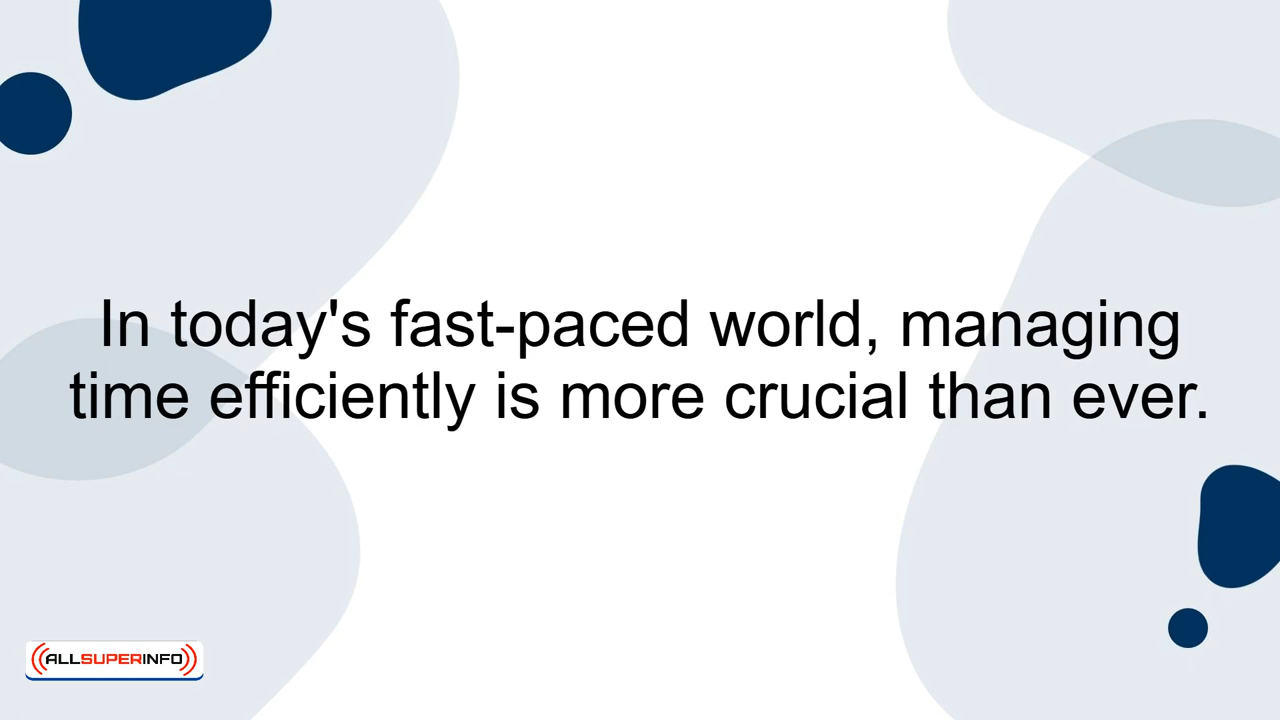 In today's fast-paced world, managing
time efficiently is more crucial than ever.
ALLSUPERINFO